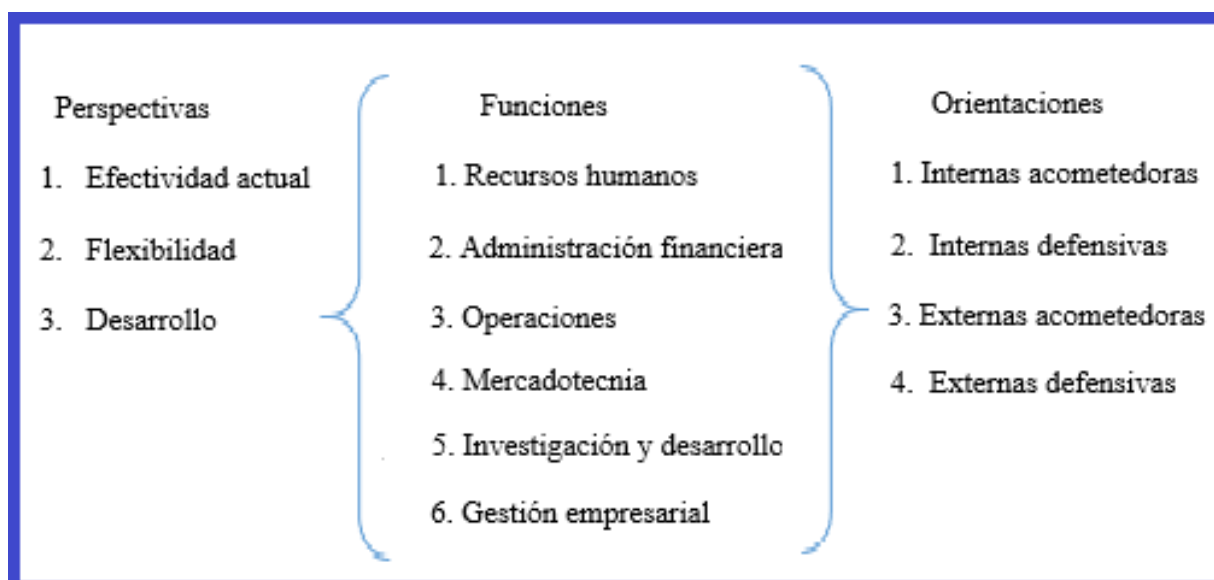 Perspectivas
1. Efectividad actual
2. Flexibilidad
3. Desarrollo
Funciones
1. Recursos humanos
2. Administración financiera
3. Operaciones
4. Mercadotecnia
5. Investigación y desarrollo
6. Gestión empresarial
Orientaciones
1. Internas acometedoras
2. Internas defensivas
3. Externas acometedoras
4. Externas defensivas